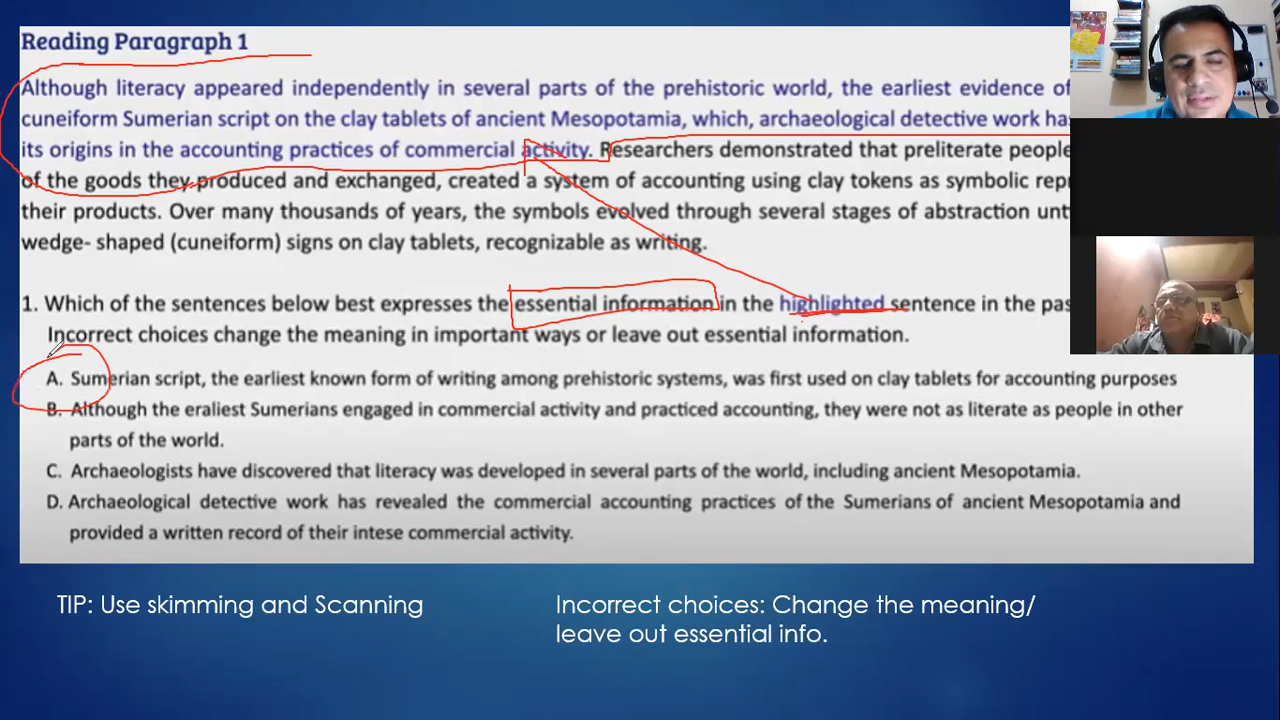 Reading Paragraph 1
Although literacy appeared independently in several parts of the prehistoric world, the earliest evidence of
cuneiform Sumerian script on the clay tablets of ancient Mesopotamia, which, archaeological detective work ha
its origins in the accounting practices of commercial activity. Researchers demonstrated that preliterate people
of the goods they produced and exchanged, created a system of accounting using clay tokens as symbolic rep
their products. Over many thousands of years, the symbols evolved through several stages of abstraction unt
wedge- shaped (cuneiform) signs on clay tablets, recognizable as writing.
1. Which of the sentences below best expresses the essential information in the highlighted sentence in the pas
Incorrect choices change the meaning in important ways or leave out essential information.
A. Sumerian script, the earliest known form of writing among prehistoric systems, was first used on clay tablets for accounting purposes
B. Although the eraliest Sumerians engaged in commercial activity and practiced accounting, they were not as literate as people in other
parts of the world.
C. Archaeologists have discovered that literacy was developed in several parts of the world, including ancient Mesopotamia.
D. Archaeological detective work has revealed the commercial accounting practices of the Sumerians of ancient Mesopotamia and
provided a written record of their intese commercial activity.
TIP: Use skimming and Scanning
Incorrect choices: Change the meaning/
leave out essential info.